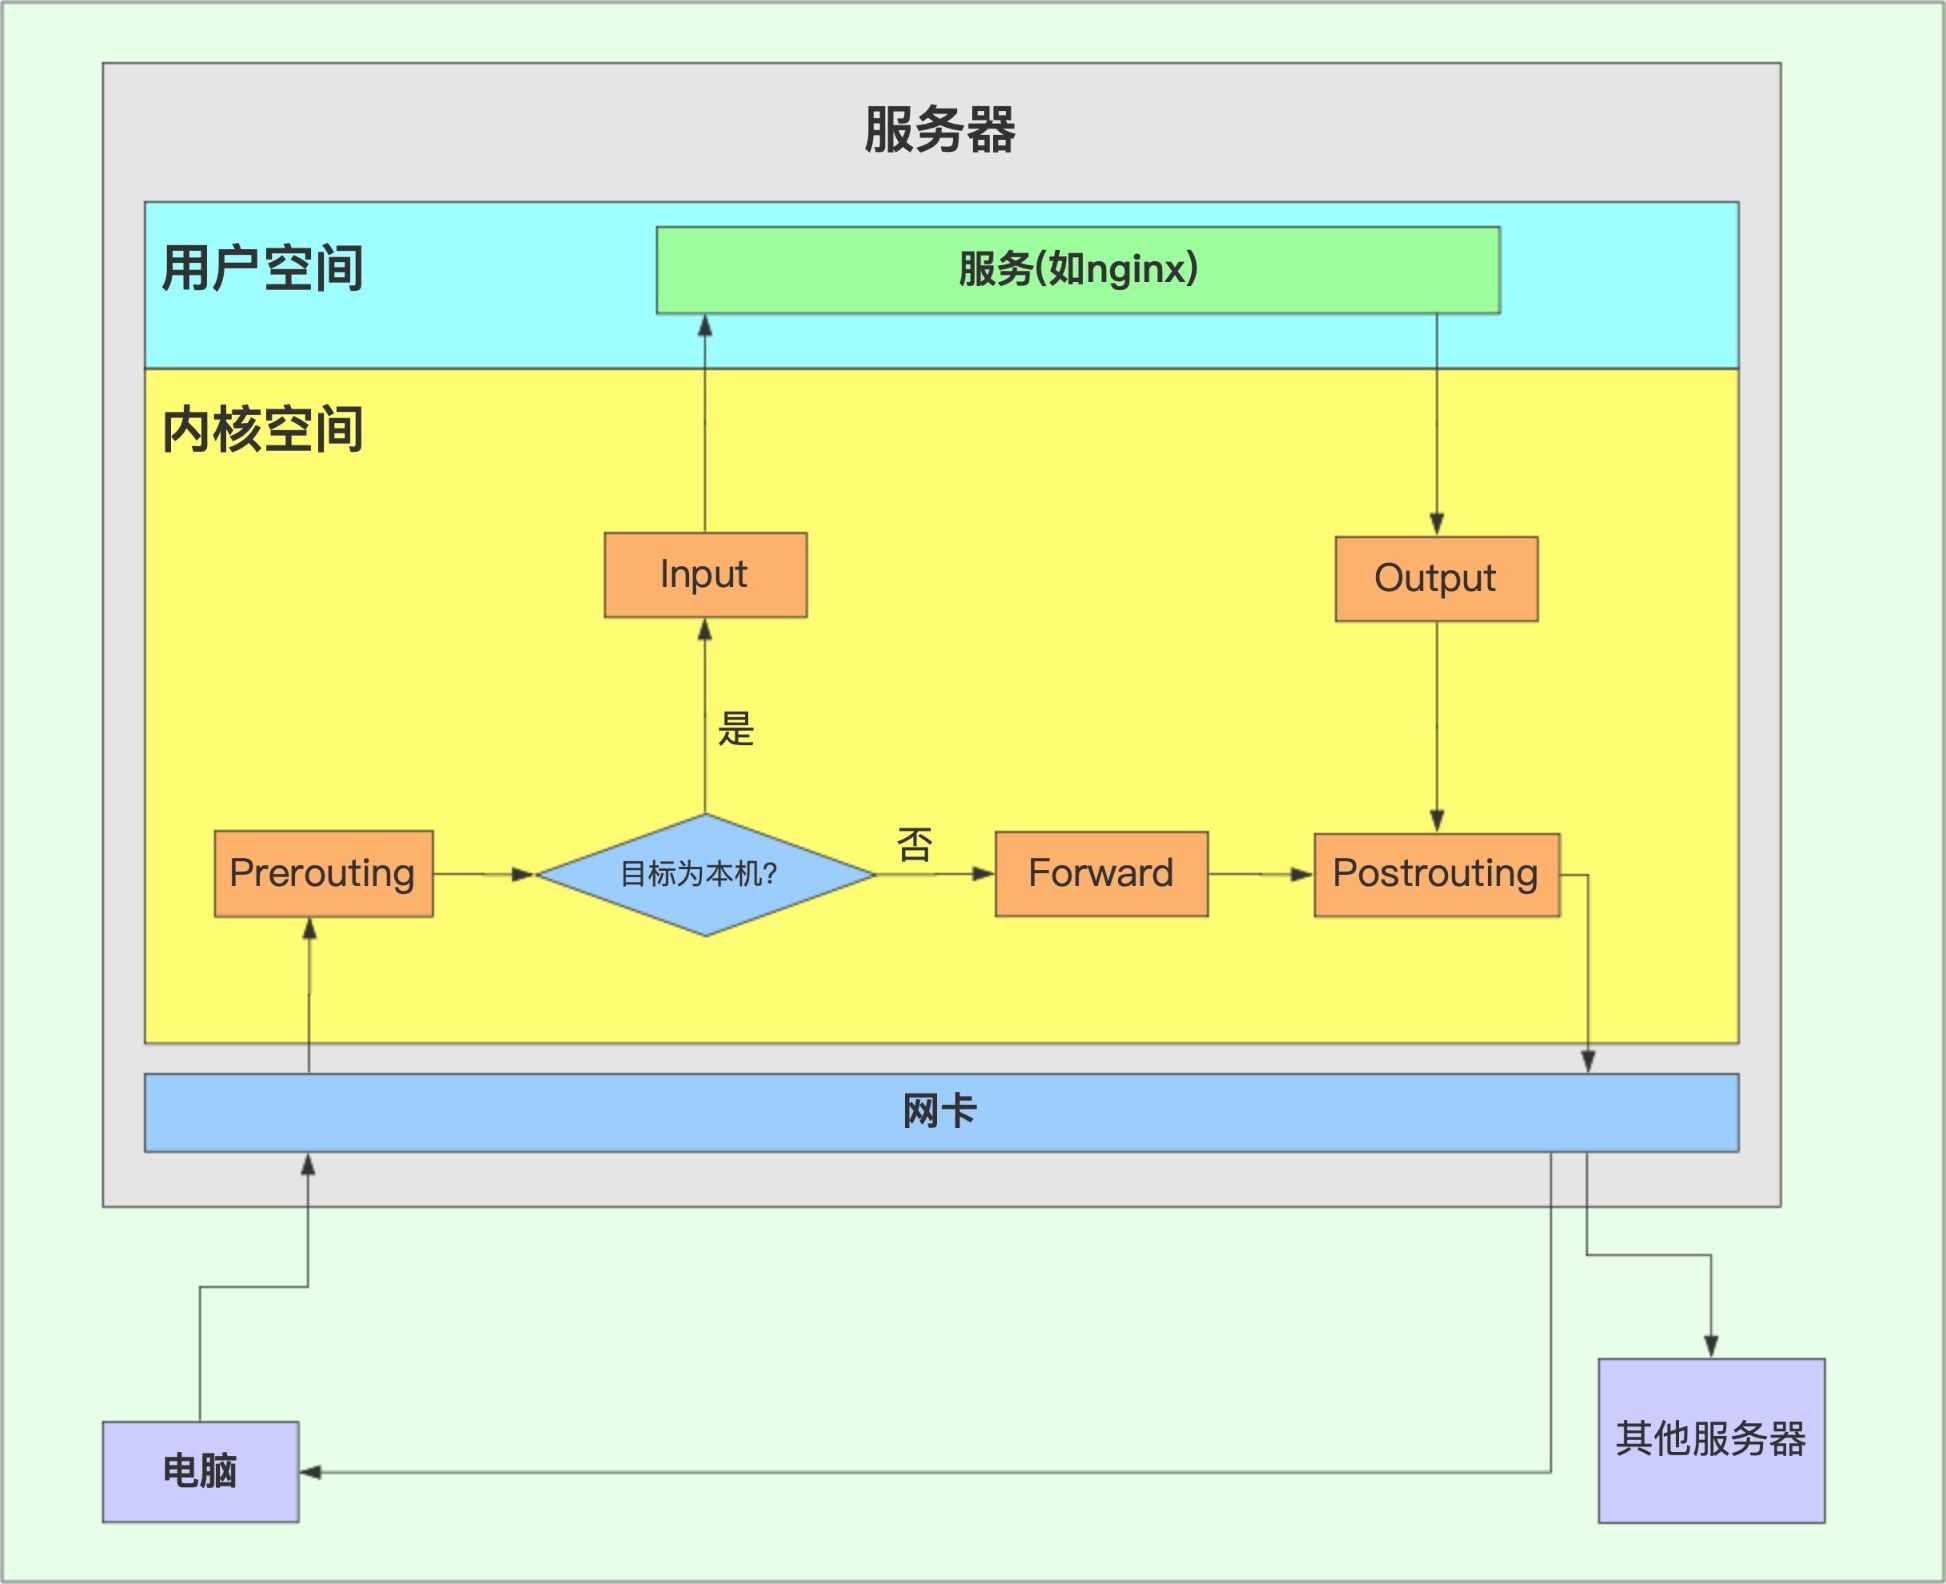 服务器
用户空间
服务(如nginx)
内核空间
Input
Output
是
Prerouting
目标为本机?
否
Forward
Postrouting
网卡
电脑
其他服务器